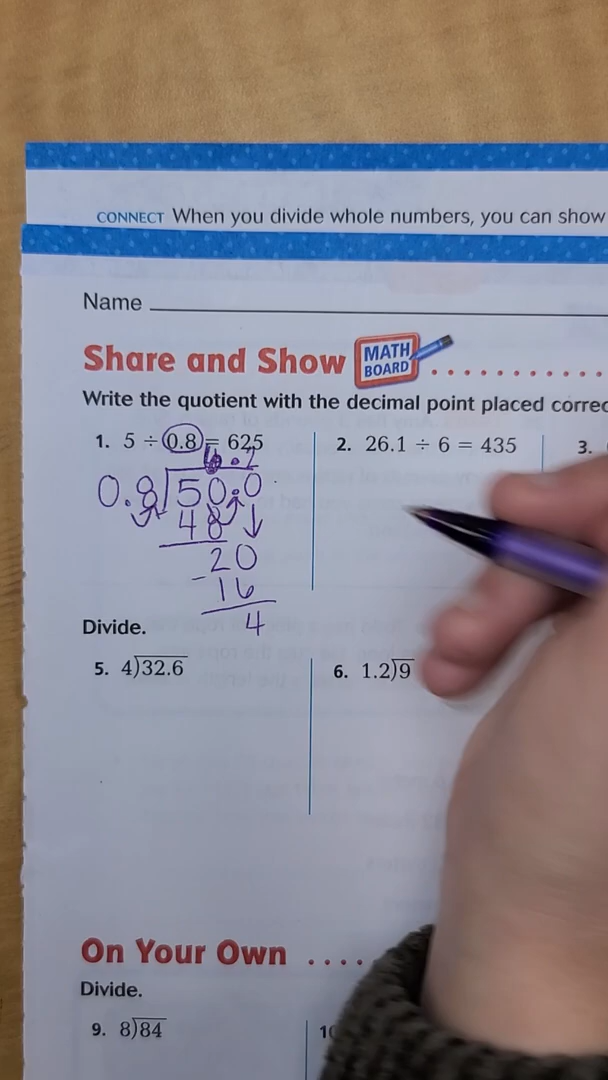 CONNECT When you divide whole numbers, you can show
Name
Share and Show MATH BOARD
Write the quotient with the decimal point placed
1. 5 ÷ 0.8 = 625
2. 26.1 ÷ 6 = 435
3.
6.2
0.8)50.0
48
20
-16
4
Divide.
5. 4)32.6
6. 1.2)9
On Your Own
Divide.
9. 8)84